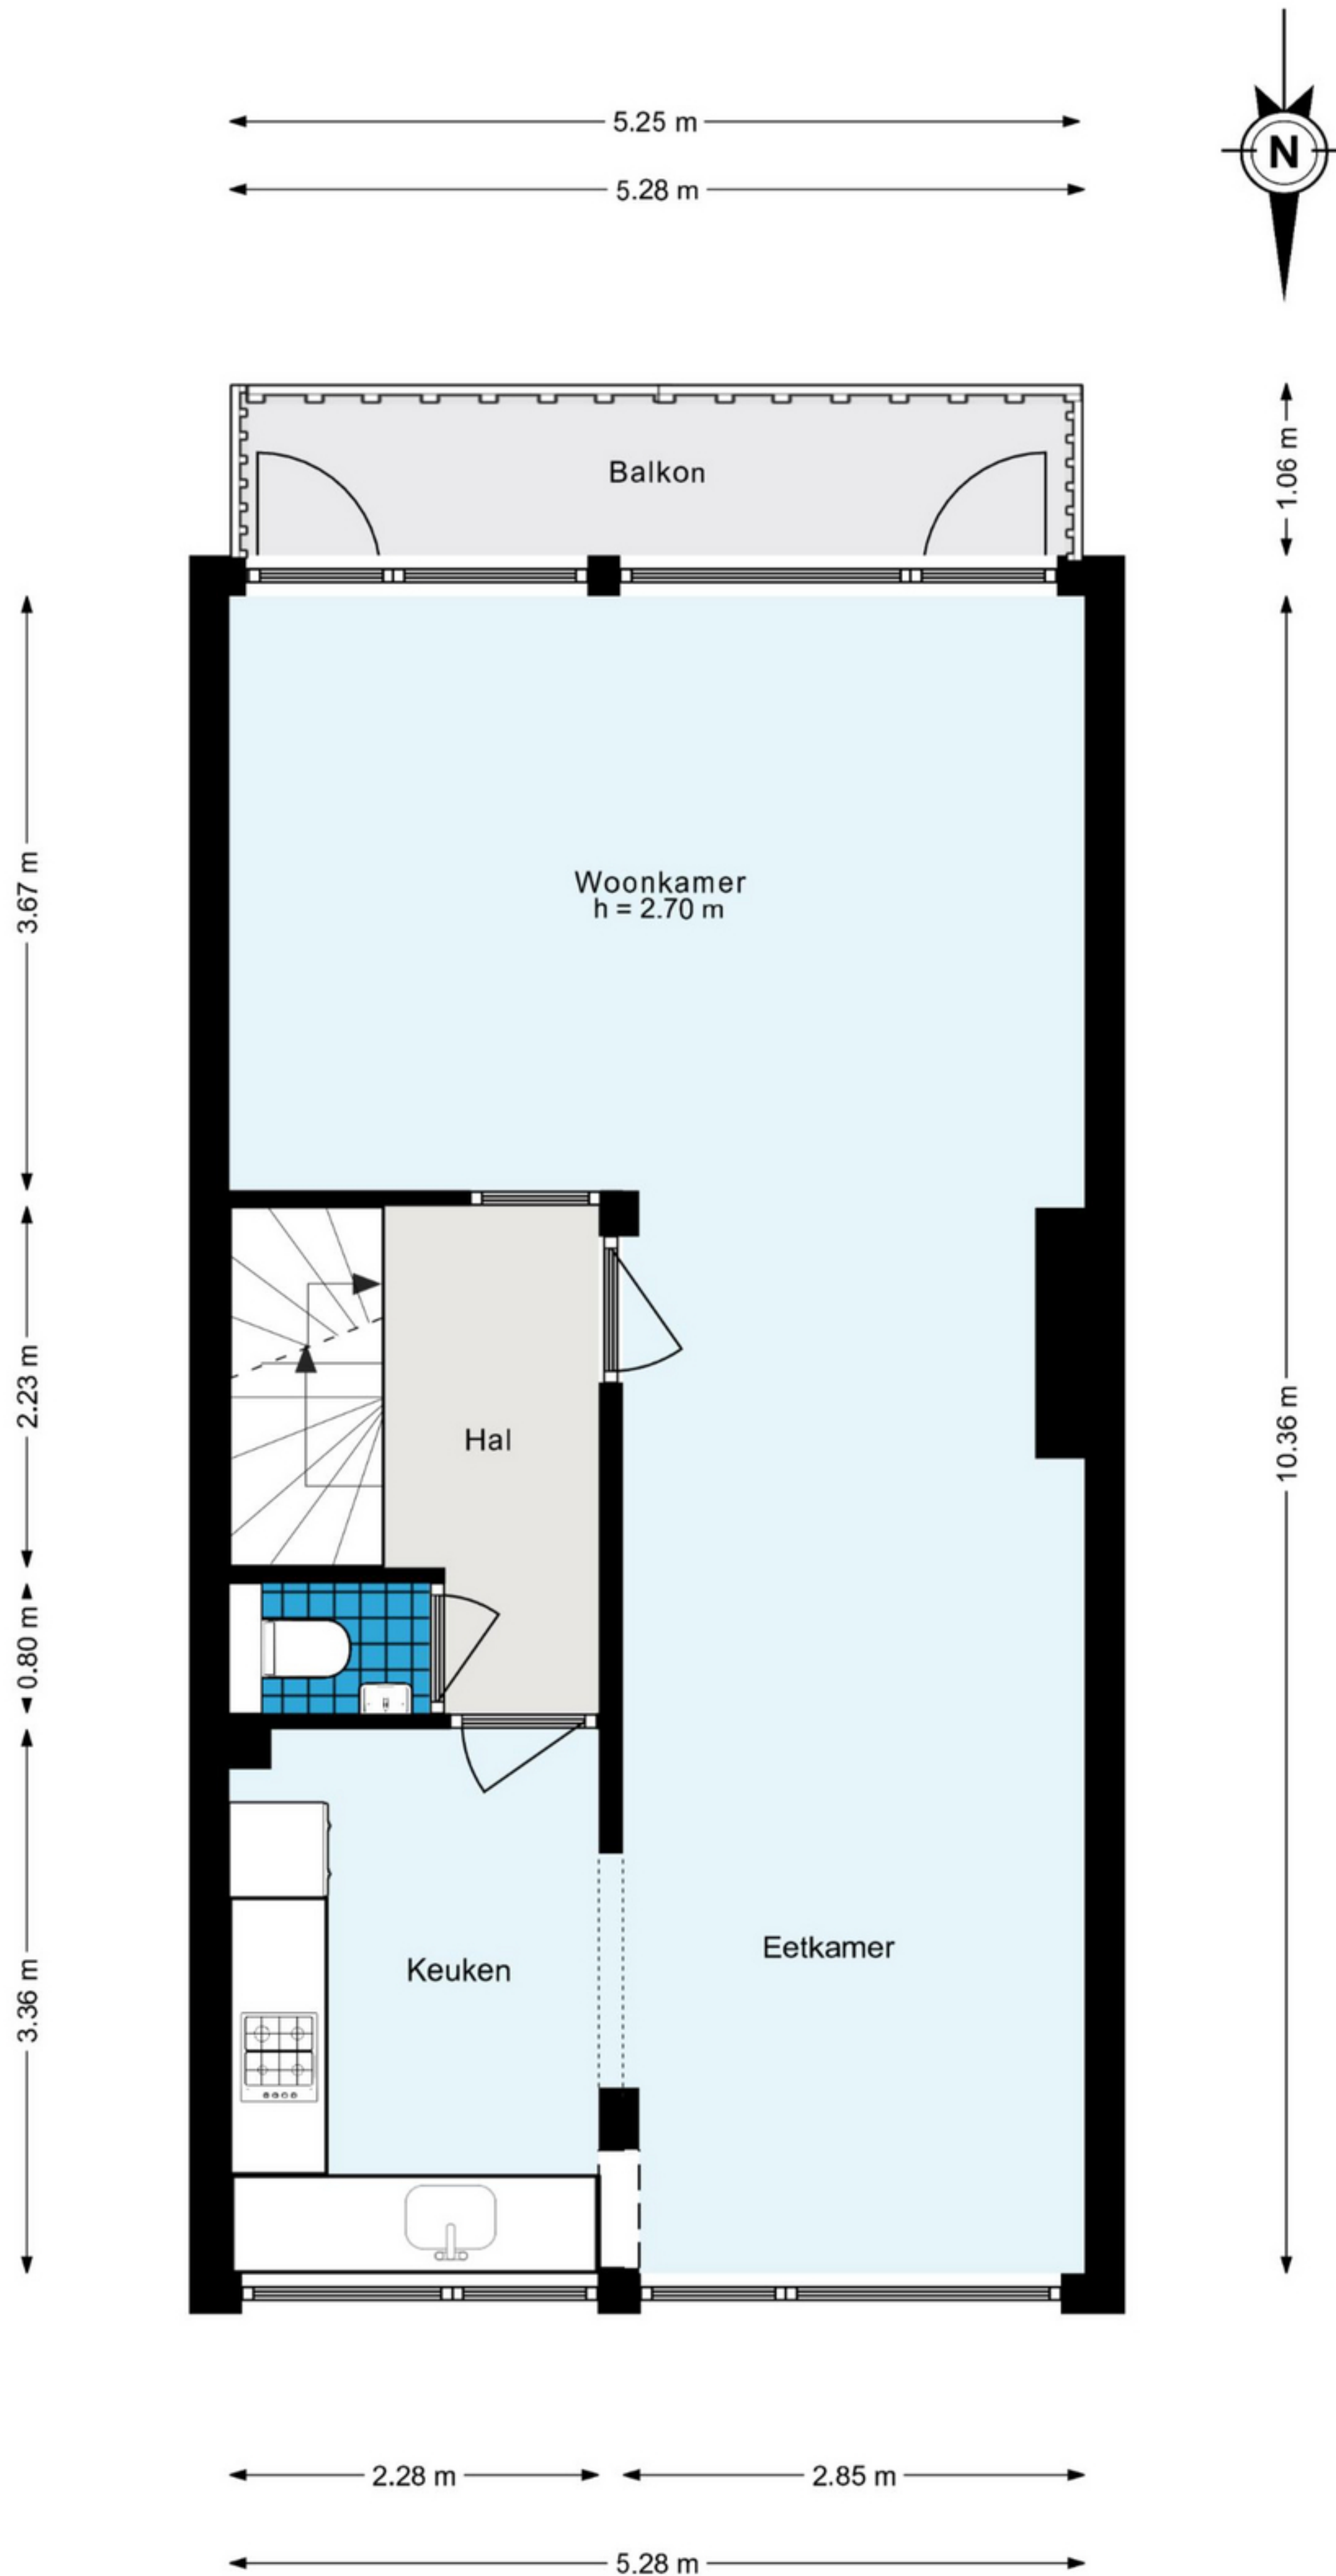 5.25 m
5.28 m
N
Balkon
1.06 m
Woonkamer
h = 2.70 m
3.67 m
2.23 m
Hal
10.36 m
0.80 m
Keuken
Eetkamer
3.36 m
2.28 m
2.85 m
5.28 m